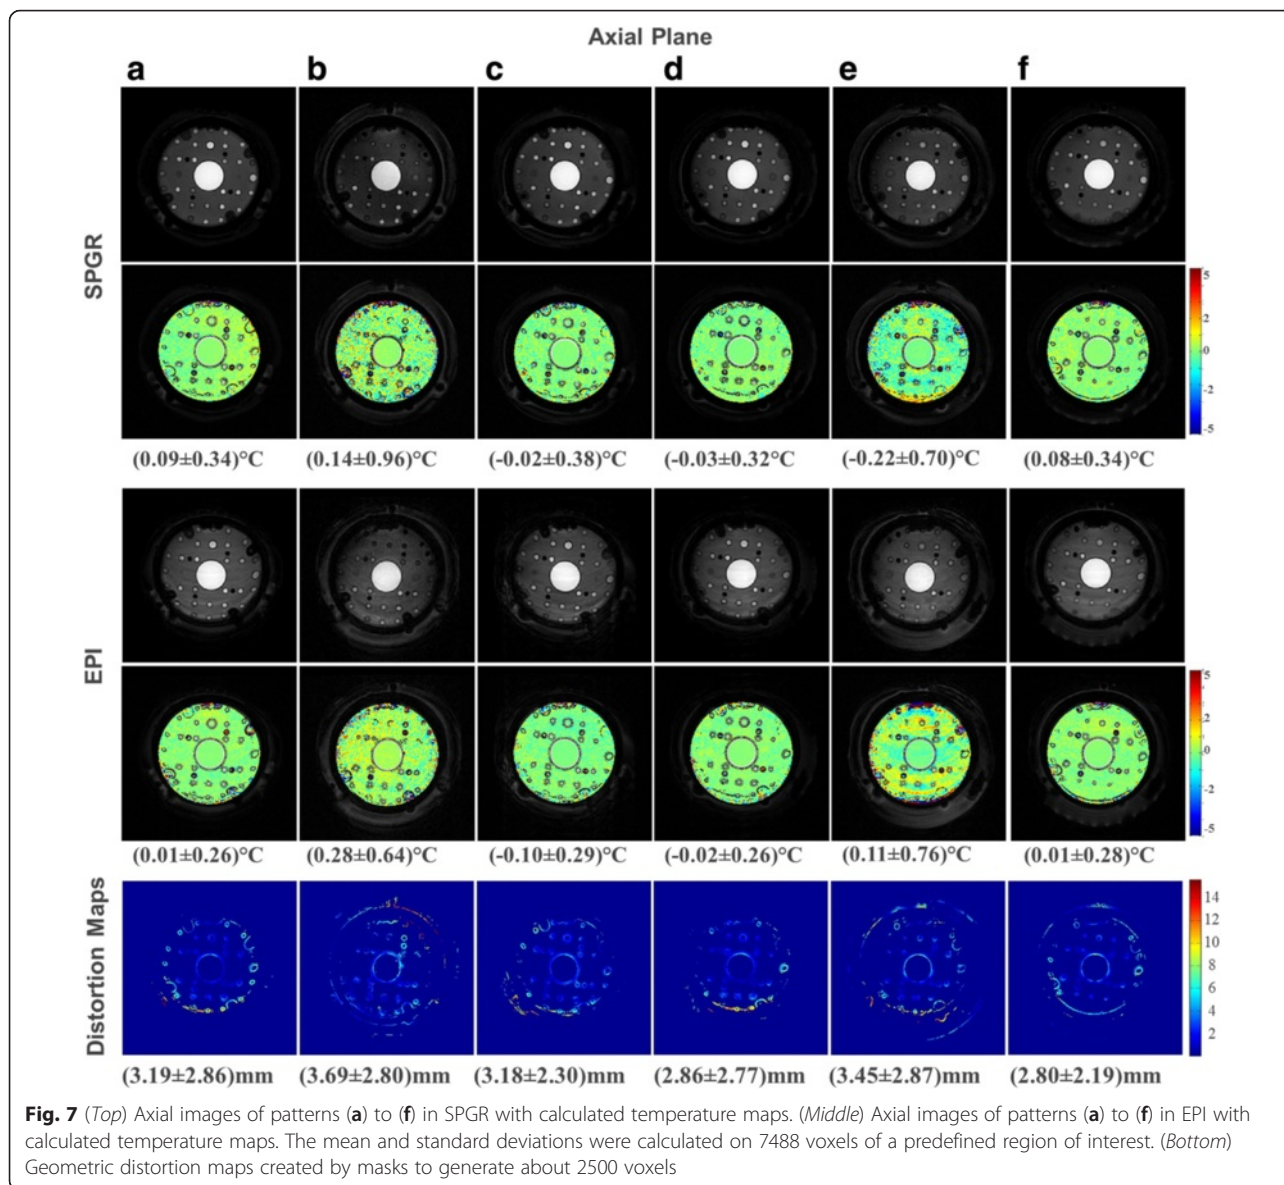 Axial Plane
a b c d e f
SPGR
5
2
0
-2
-5
(0.09±0.34)°C (0.14±0.96)°C (-0.02±0.38)°C (-0.03±0.32°C (-0.22±0.70)°C (0.08±0.34)°C
EPI
5
2
0
-2
-5
(0.01±0.26)°C (0.28±0.64)°C (-0.10±0.29)°C (-0.02±0.26)°C (0.11±0.76)°C (0.01±0.28)°C
Distortion Maps
14
12
10
8
6
4
2
(3.19±2.86)mm (3.69±2.80)mm (3.18±2.30)mm (2.86±2.77)mm (3.45±2.87)mm (2.80±2.19)mm
Fig. 7 (Top) Axial images of patterns (a) to (f) in SPGR with calculated temperature maps. (Middle) Axial images of patterns (a) to (f) in EPI with
calculated temperature maps. The mean and standard deviations were calculated on 7488 voxels of a predefined region of interest. (Bottom)
Geometric distortion maps created by masks to generate about 2500 voxels